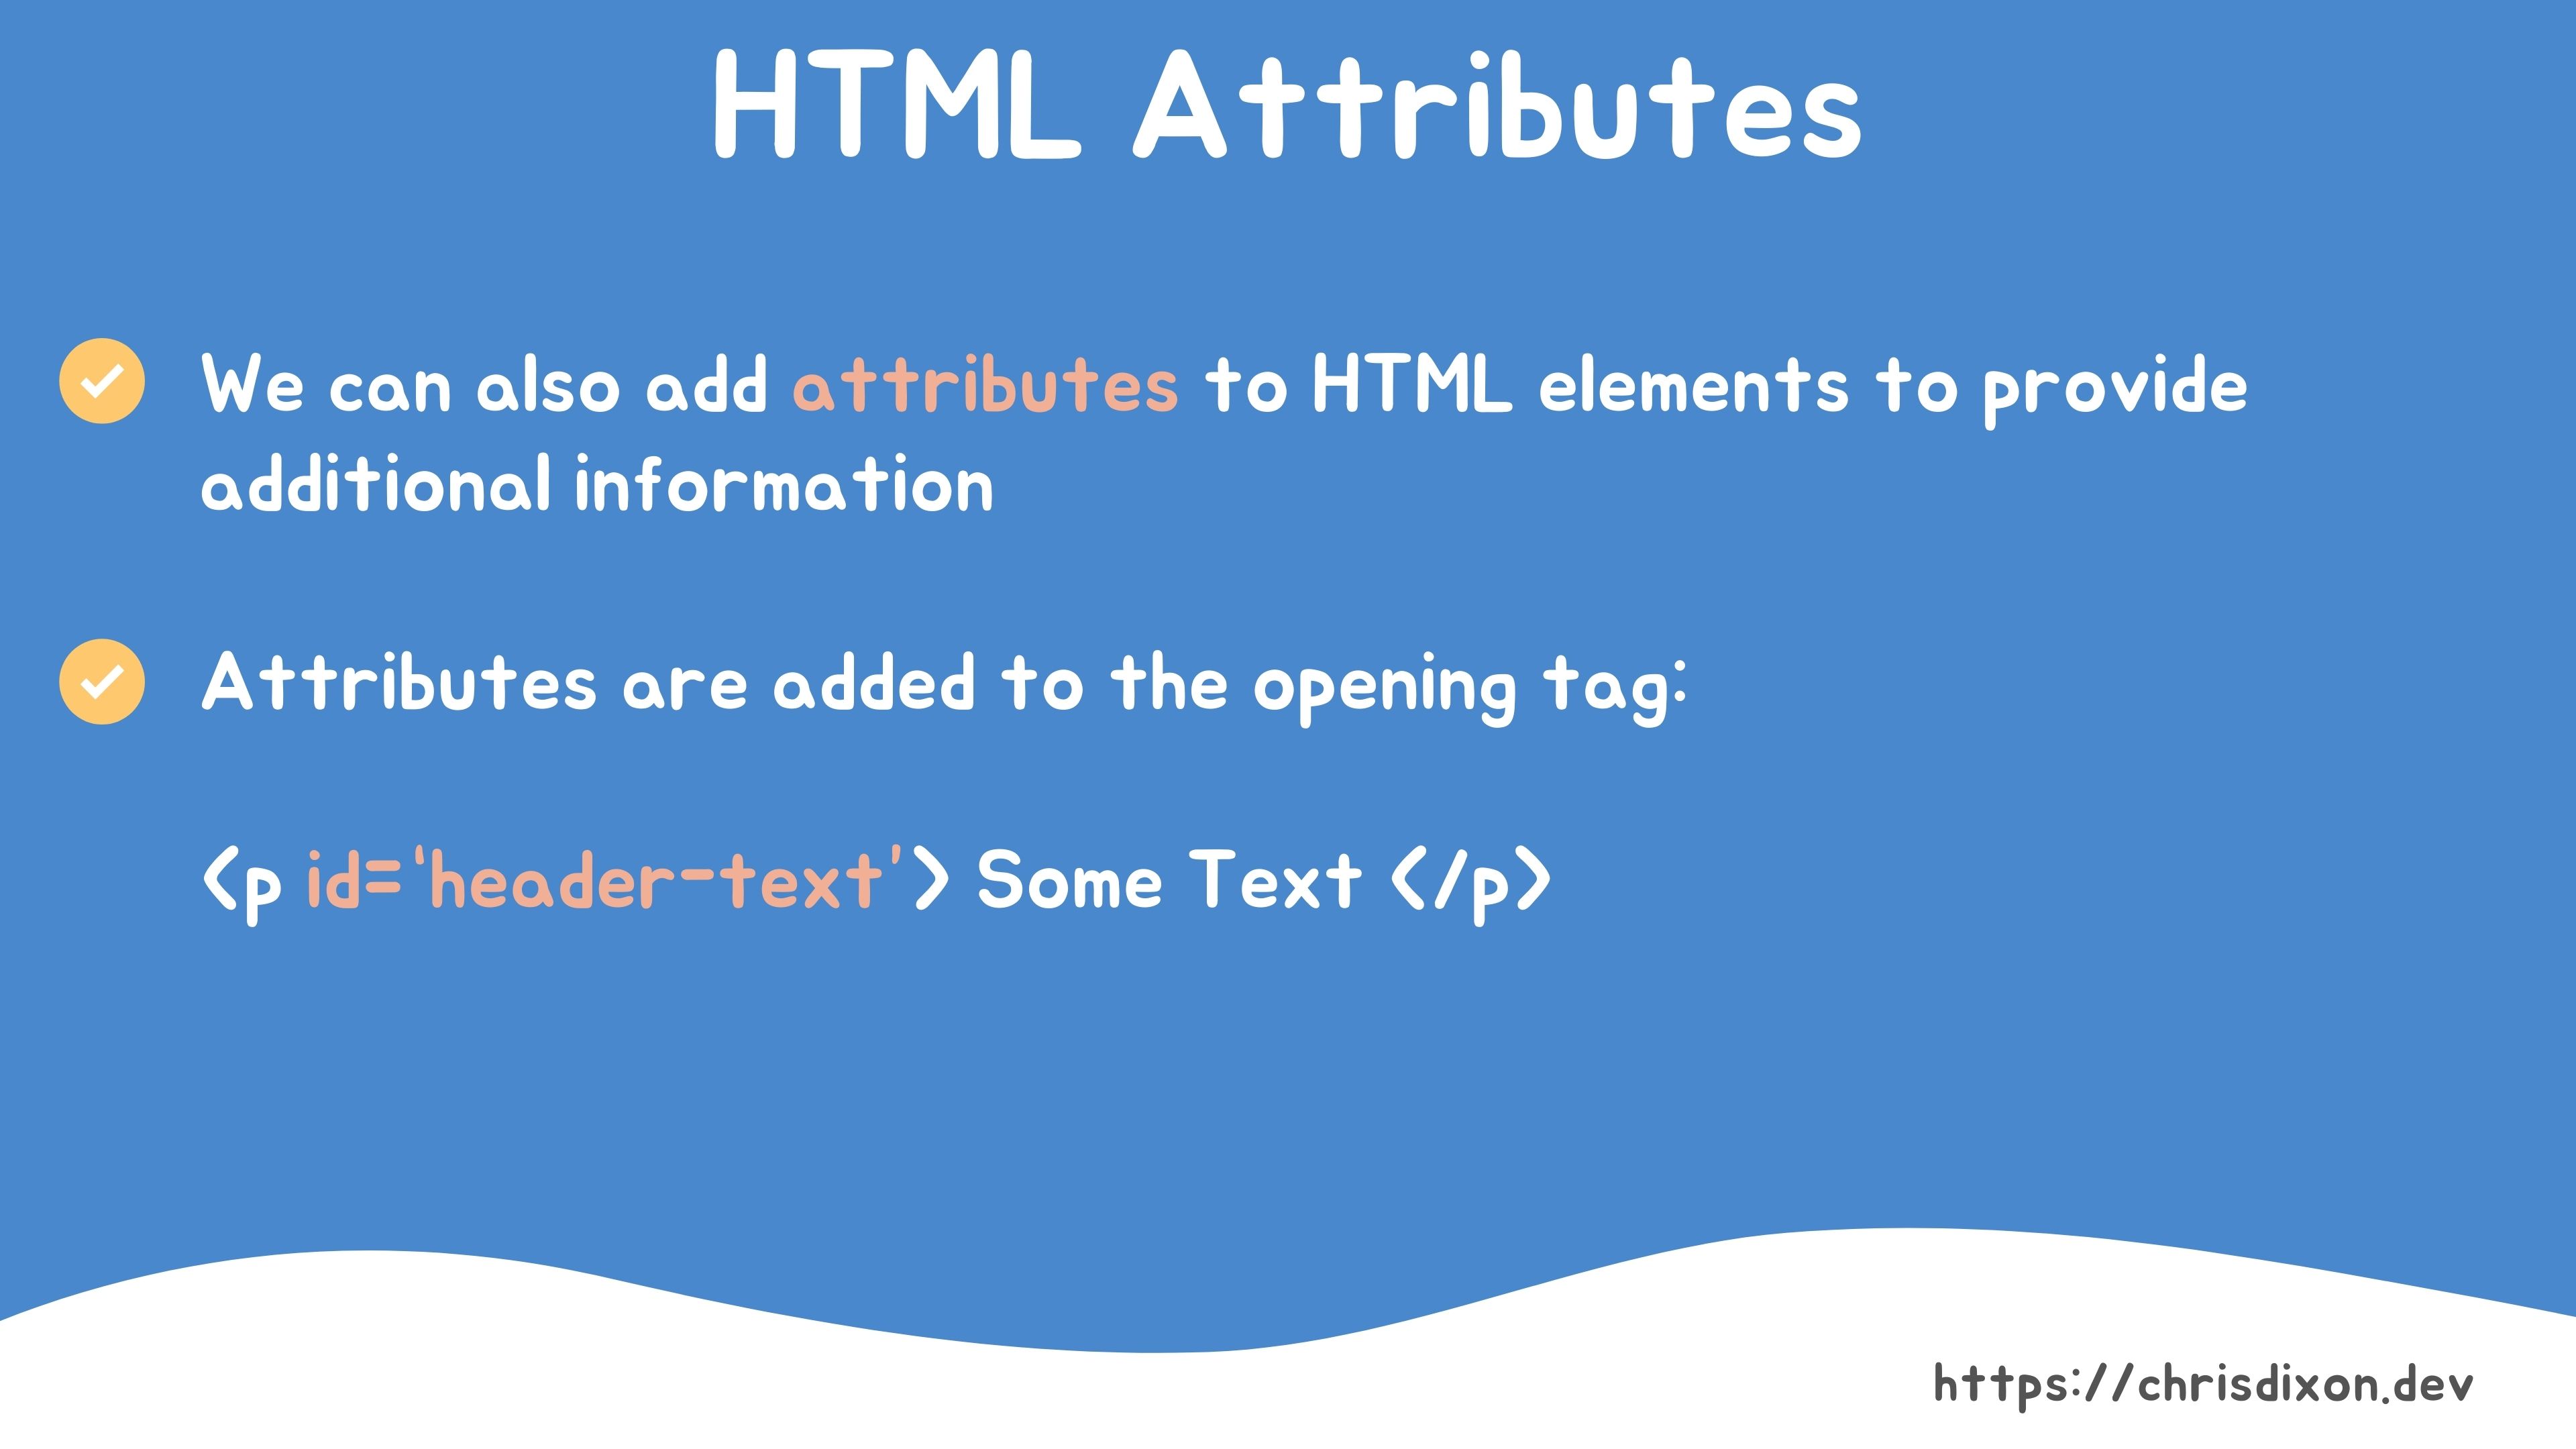 HTML Attributes
We can also add attributes to HTML elements to provide
additional information
Attributes are added to the opening tag:
<p id=‘header-text’> Some Text </p>
https://chrisdixon.dev